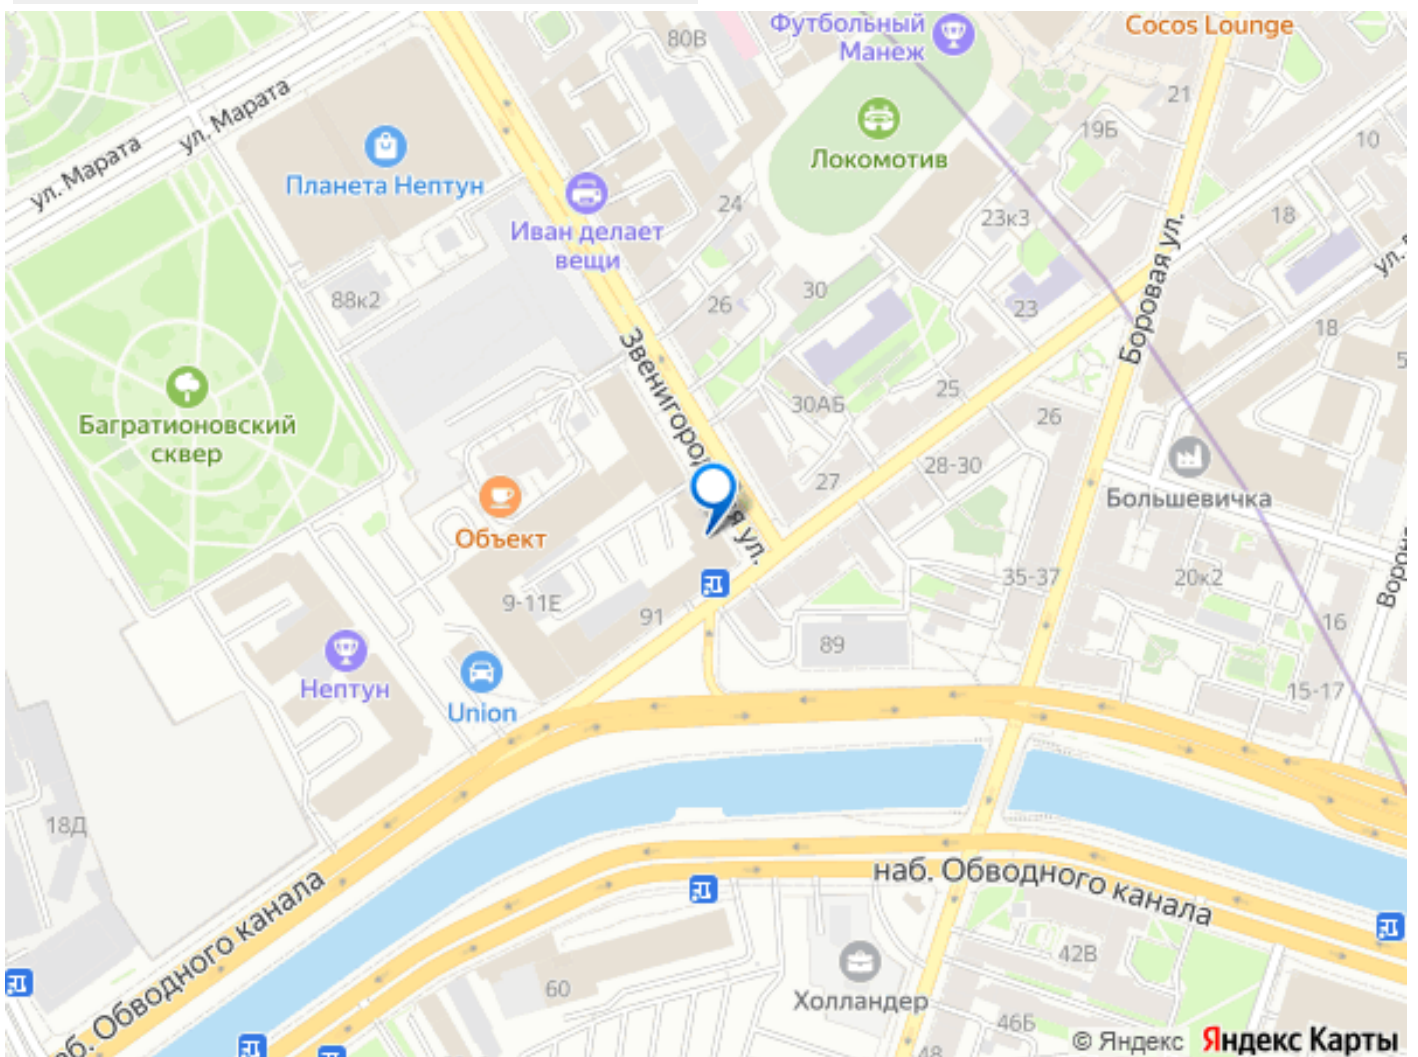 Футбольный
Манеж
Cocos Lounge
80В
21
ул. Марата
ул. Марата
Планета Нептун
Локомотив
19Б
10
24
23к3
18
Иван делает
вещи
88к2
26
30
23
18
Боровая ул.
Звенигородская ул.
30АБ
25
26
Багратионовский
сквер
27
28-30
Большевичка
Объект
9-11Е
91
35-37
20к2
16
89
Нептун
Union
15-17
18Д
наб. Обводного канала
наб. Обводного канала
42В
60
Холландер
46Б
48
© Яндекс
Яндекс Карты